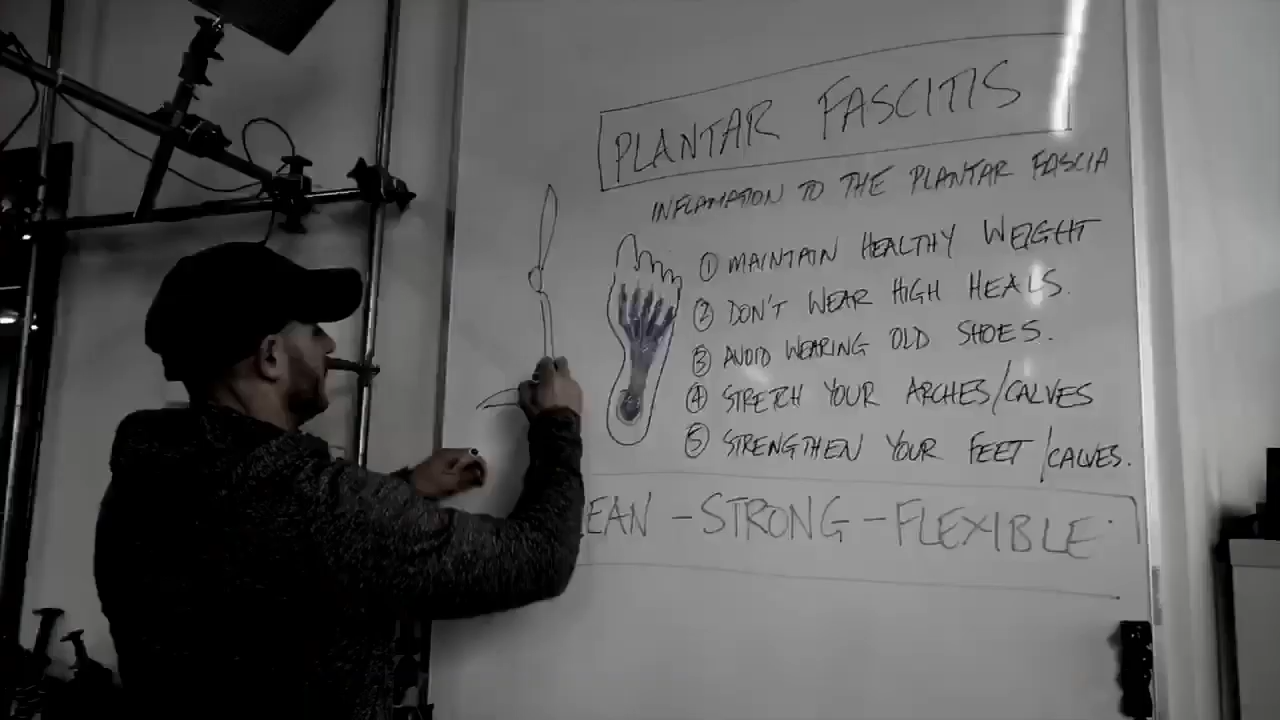 PLANTAR FASCITIS
INFLAMATION TO THE PLANTAR FASCIA
① MAINTAIN HEALTHY WEIGHT
② DON'T WEAR HIGH HEALS.
③ AVOID WEARING OLD SHOES.
④ STRETCH YOUR ARCHES/CALVES
⑤ STRENGTHEN YOUR FEET/CALVES.
EAN - STRONG - FLEXIBLE